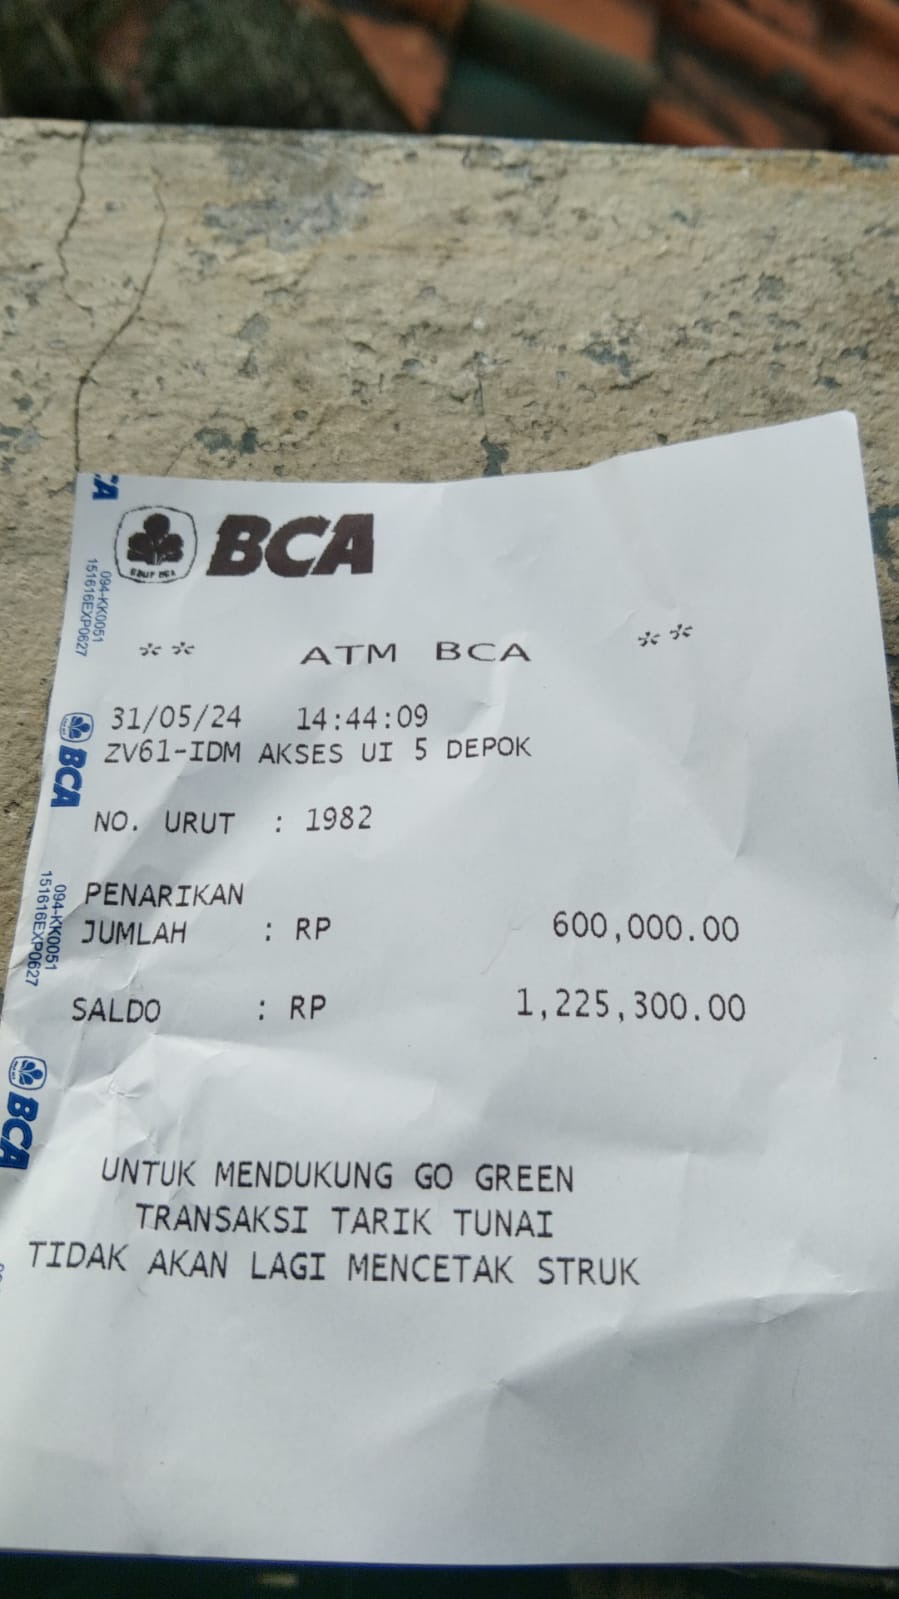 BCA
** ATM BCA **
31/05/24 14:44:09
ZV61-IDM AKSES UI 5 DEPOK
NO. URUT : 1982
PENARIKAN
JUMLAH : RP 600,000.00
SALDO : RP 1,225,300.00
UNTUK MENDUKUNG GO GREEN
TRANSAKSI TARIK TUNAI
TIDAK AKAN LAGI MENCETAK STRUK
094-KK0051
151616EXP0627
BCA
094-KK0051
151616EXP0627
BCA